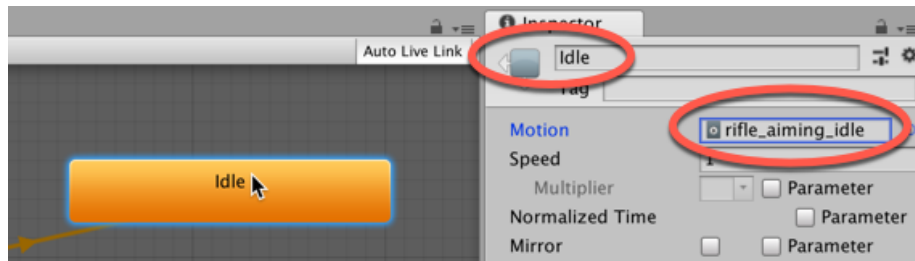 Inspector
Auto Live Link
Idle
Tag
Motion
rifle_aiming_idle
Idle
Speed
1
Multiplier
Parameter
Normalized Time
Parameter
Mirror
Parameter